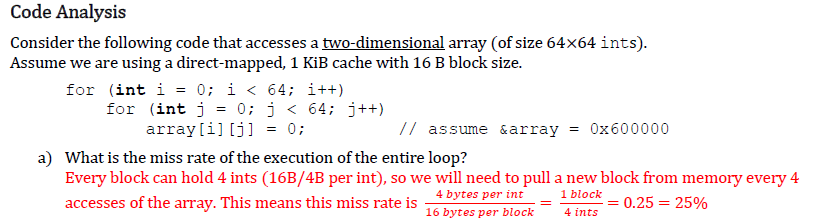 Code Analysis
Consider the following code that accesses a two-dimensional array (of size 64×64 ints).
Assume we are using a direct-mapped, 1 KiB cache with 16 B block size.
for (int i = 0; i < 64; i++)
for (int j = 0; j < 64; j++)
array[i][j] = 0; // assume &array = 0x600000
a) What is the miss rate of the execution of the entire loop?
Every block can hold 4 ints (16B/4B per int), so we will need to pull a new block from memory every 4
accesses of the array. This means this miss rate is 4 bytes per int / 16 bytes per block = 1 block / 4 ints = 0.25 = 25%